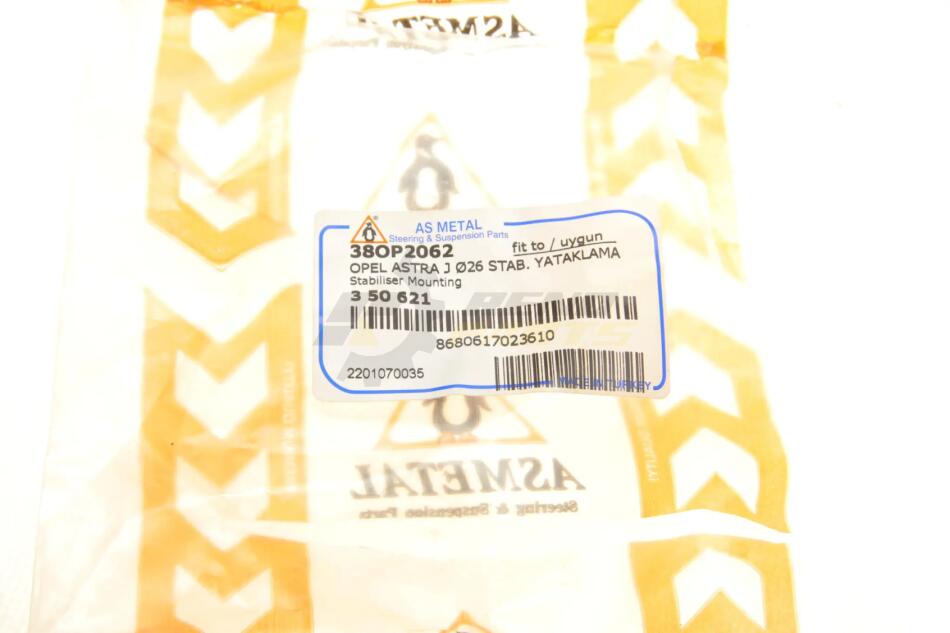 ASMETAL
AS METAL
Steering & Suspension Parts
38OP2062 fit to / uygun
OPEL ASTRA J Ø26 STAB. YATAKLAMA
Stabiliser Mounting
3 50 621
8680617023610
2201070035
MADE IN TURKEY
ASMETAL
Steering & Suspension Parts